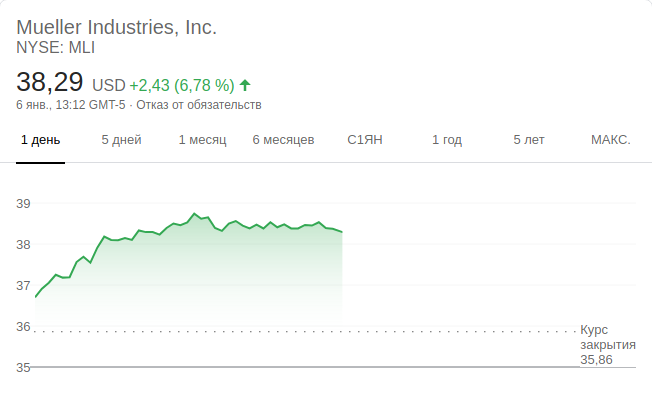 Mueller Industries, Inc.
NYSE: MLI
38,29 USD +2,43 (6,78 %)
6 янв., 13:12 GMT-5 · Отказ от обязательств
1 день 5 дней 1 месяц 6 месяцев С1ЯН 1 год 5 лет МАКС.
39
38
37
36
35
Курс
закрытия
35,86